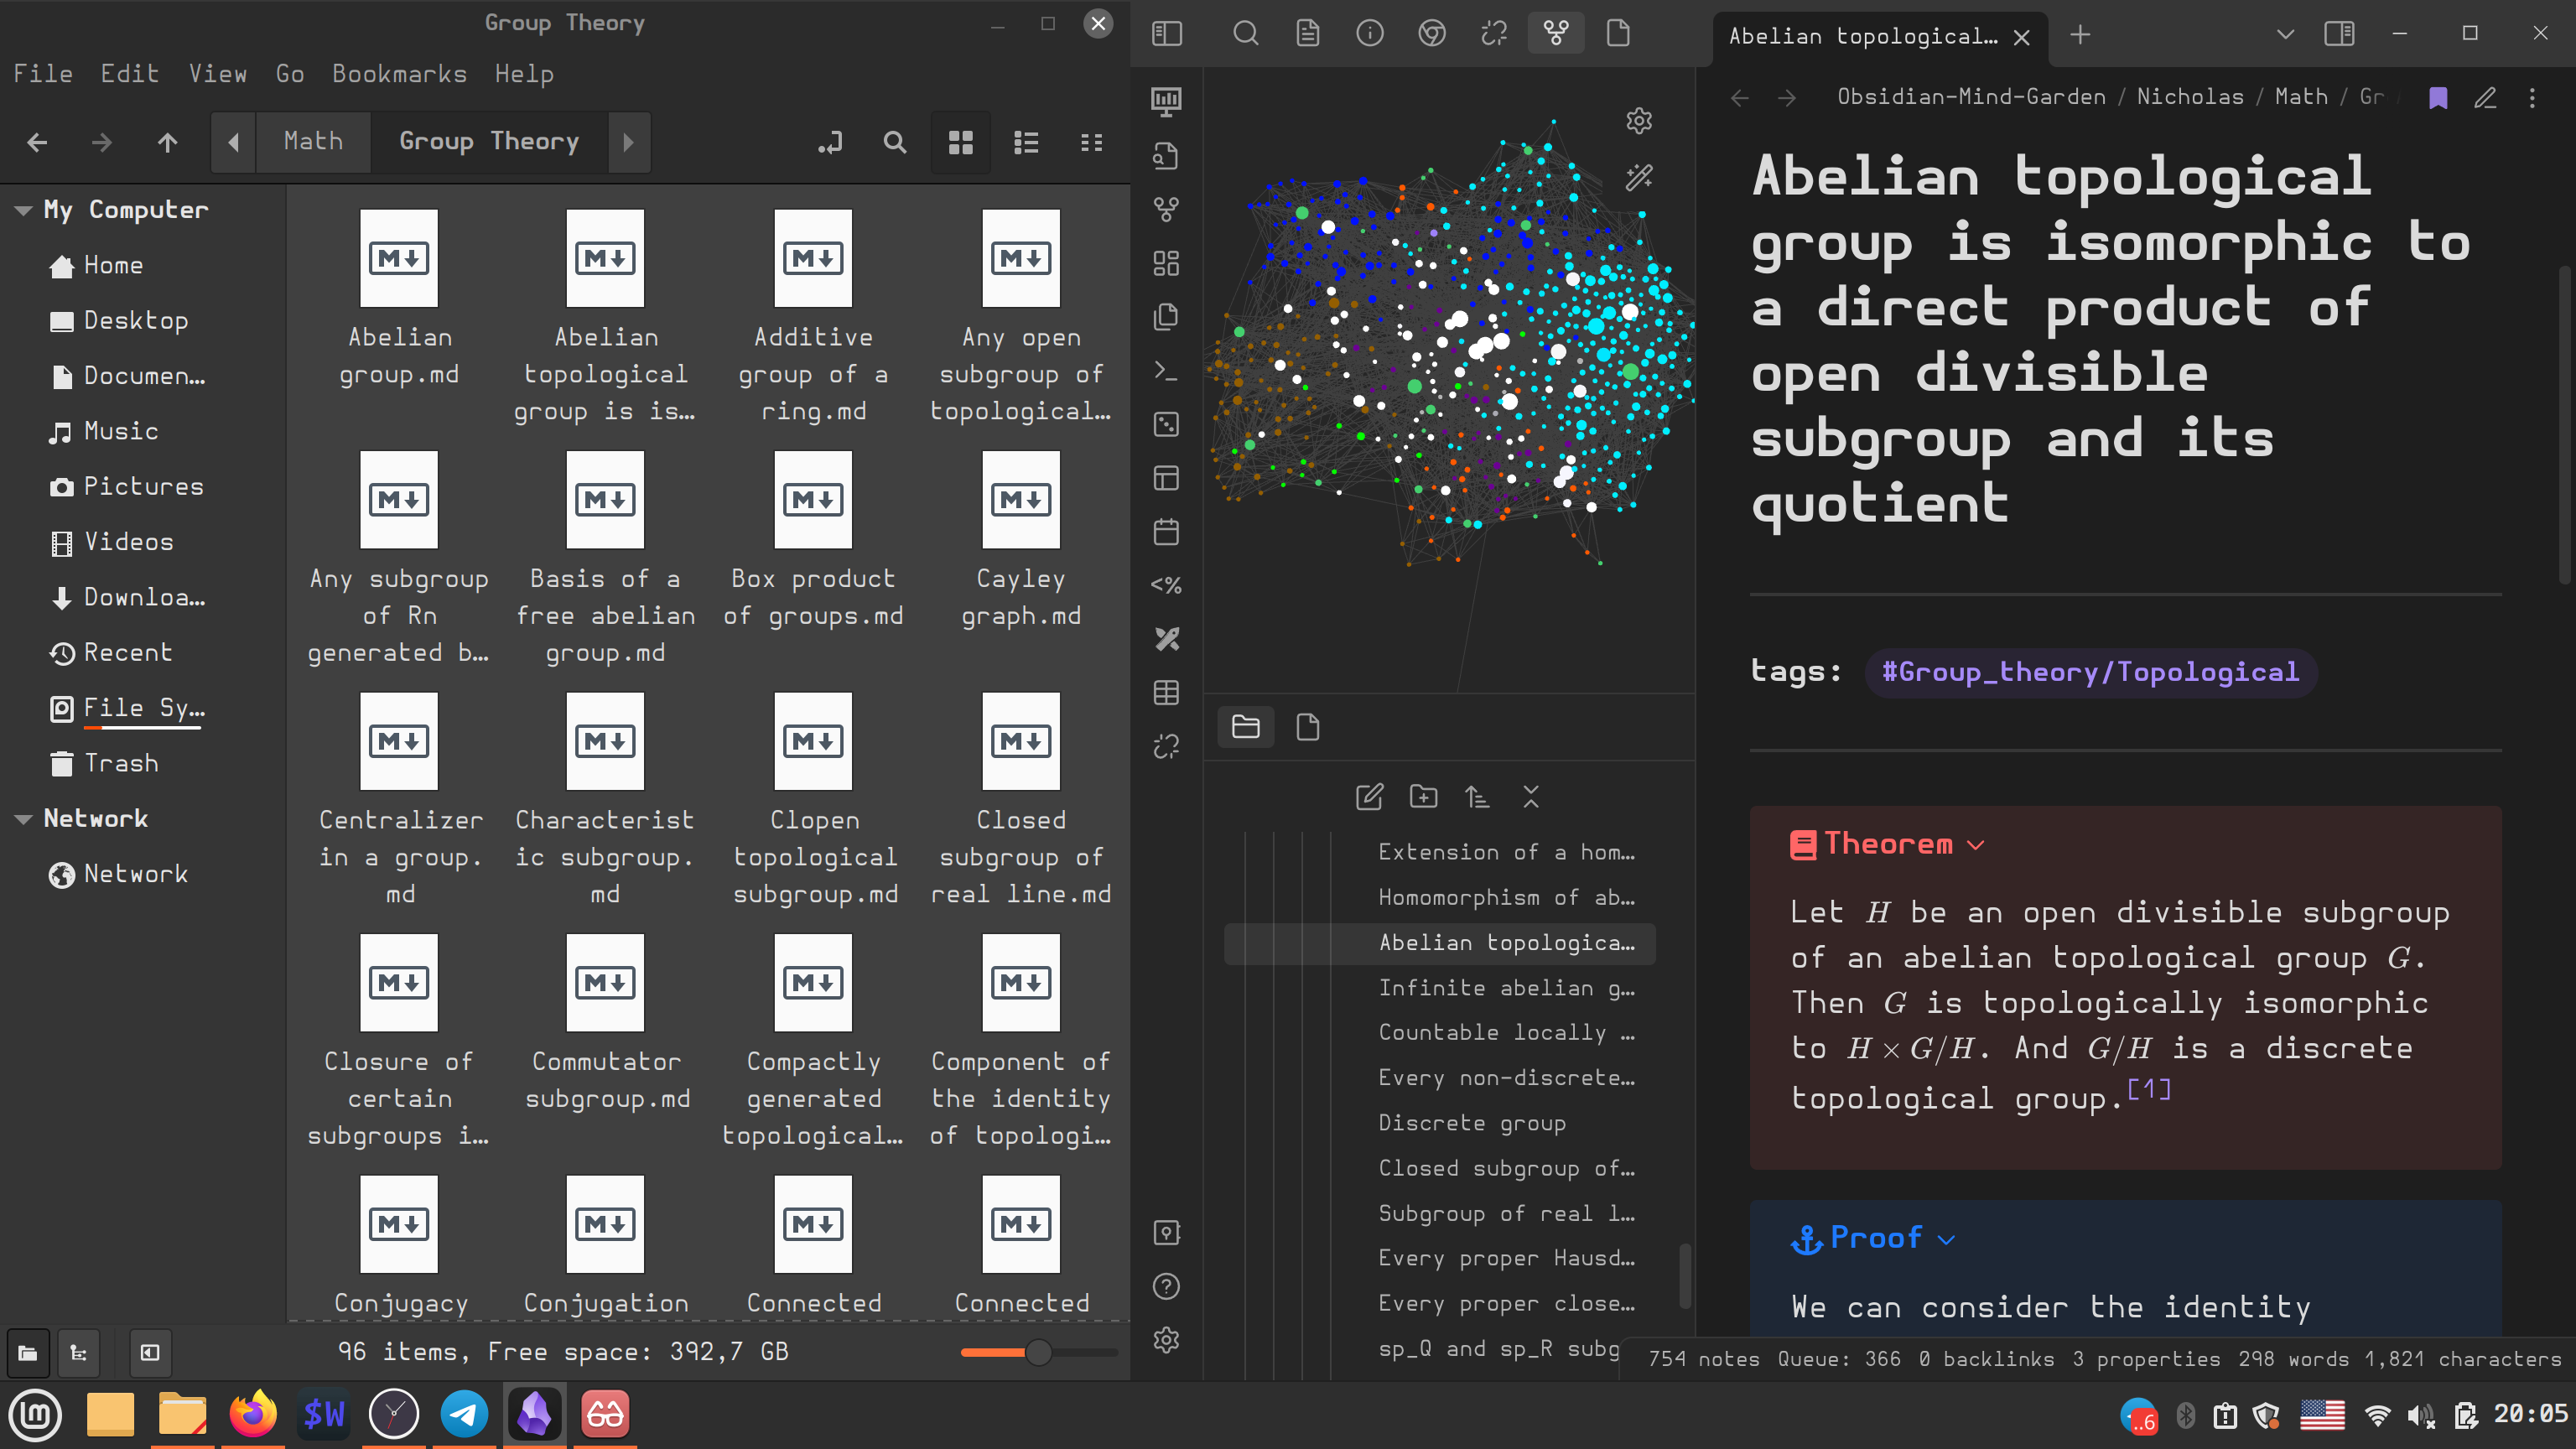 Group Theory
File Edit View Go Bookmarks Help
Math
Group Theory
My Computer
Home
Desktop
Documen…
Music
Pictures
Videos
Downloa…
Recent
File Sy…
Trash
Network
Network
Abelian
group.md
Abelian
topological
group is is…
Additive
group of a
ring.md
Any open
subgroup of
topological…
Any subgroup
of Rn
generated b…
Basis of a
free abelian
group.md
Box product
of groups.md
Cayley
graph.md
Centralizer
in a group.
md
Characterist
ic subgroup.
md
Clopen
topological
subgroup.md
Closed
subgroup of
real line.md
Closure of
certain
subgroups i…
Commutator
subgroup.md
Compactly
generated
topological…
Component of
the identity
of topologi…
Conjugacy
Conjugation
Connected
Connected
96 items, Free space: 392,7 GB
<%
Extension of a hom…
Homomorphism of ab…
Abelian topologica…
Infinite abelian g…
Countable locally …
Every non-discrete…
Discrete group
Closed subgroup of…
Subgroup of real l…
Every proper Hausd…
Every proper close…
sp_Q and sp_R subg
Abelian topological…
Obsidian-Mind-Garden / Nicholas / Math / Gr
Abelian topological
group is isomorphic to
a direct product of
open divisible
subgroup and its
quotient
tags: #Group_theory/Topological
Theorem
Let H be an open divisible subgroup
of an abelian topological group G.
Then G is topologically isomorphic
to H × G/H. And G/H is a discrete
topological group.[1]
Proof
We can consider the identity
754 notes Queue: 366 0 backlinks 3 properties 298 words 1,821 characters
$W
..6
20:05